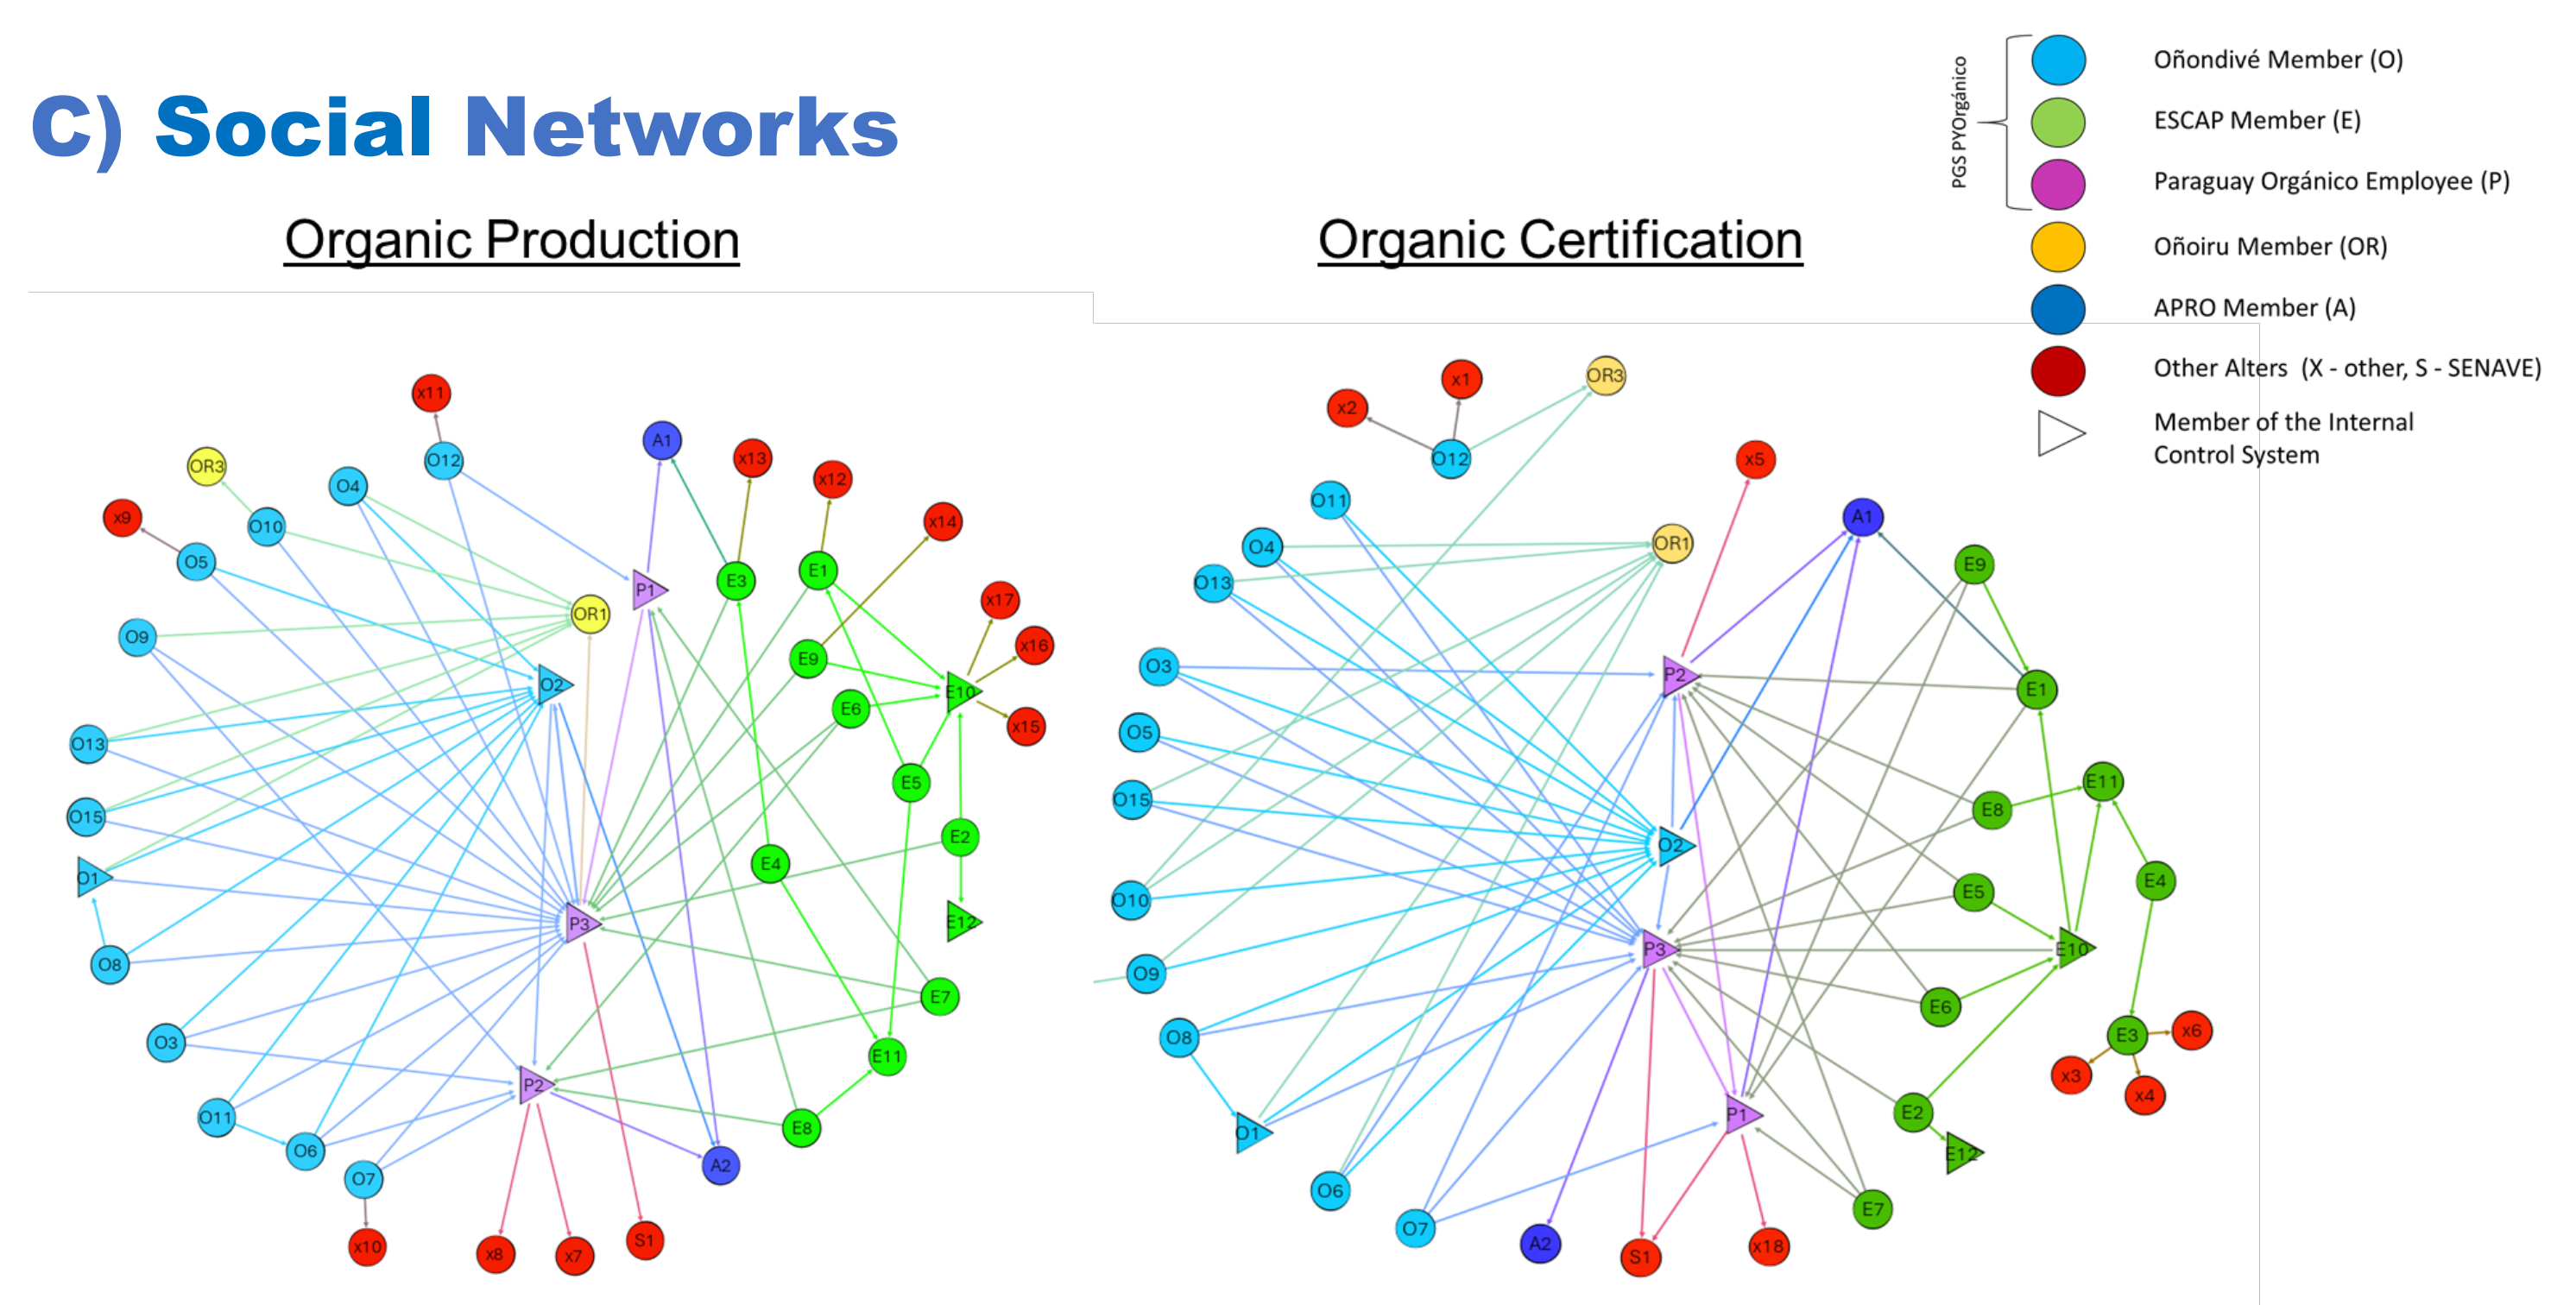 C) Social Networks
Organic Production
Organic Certification
PGS PYOrgánico
Oñondivé Member (O)
ESCAP Member (E)
Paraguay Orgánico Employee (P)
Oñoiru Member (OR)
APRO Member (A)
Other Alters (X - other, S - SENAVE)
Member of the Internal
Control System
x11
A1
O12
x13
OR3
x12
O4
x9
O10
x14
O5
E1
E3
P1
x17
OR1
O9
x16
E9
O2
E10
E6
x15
O13
E5
O15
E2
E4
O1
E12
P3
O8
E7
O3
E11
P2
O11
E8
O6
A2
O7
S1
x10
x8
x7
OR3
x1
x2
O12
x5
O11
A1
OR1
O4
E9
O13
O3
P2
E1
O5
E11
O15
E8
O2
E4
E5
O10
P3
E10
O9
E6
x6
E3
O8
x3
x4
E2
P1
O1
E12
O6
E7
O7
A2
x18
S1